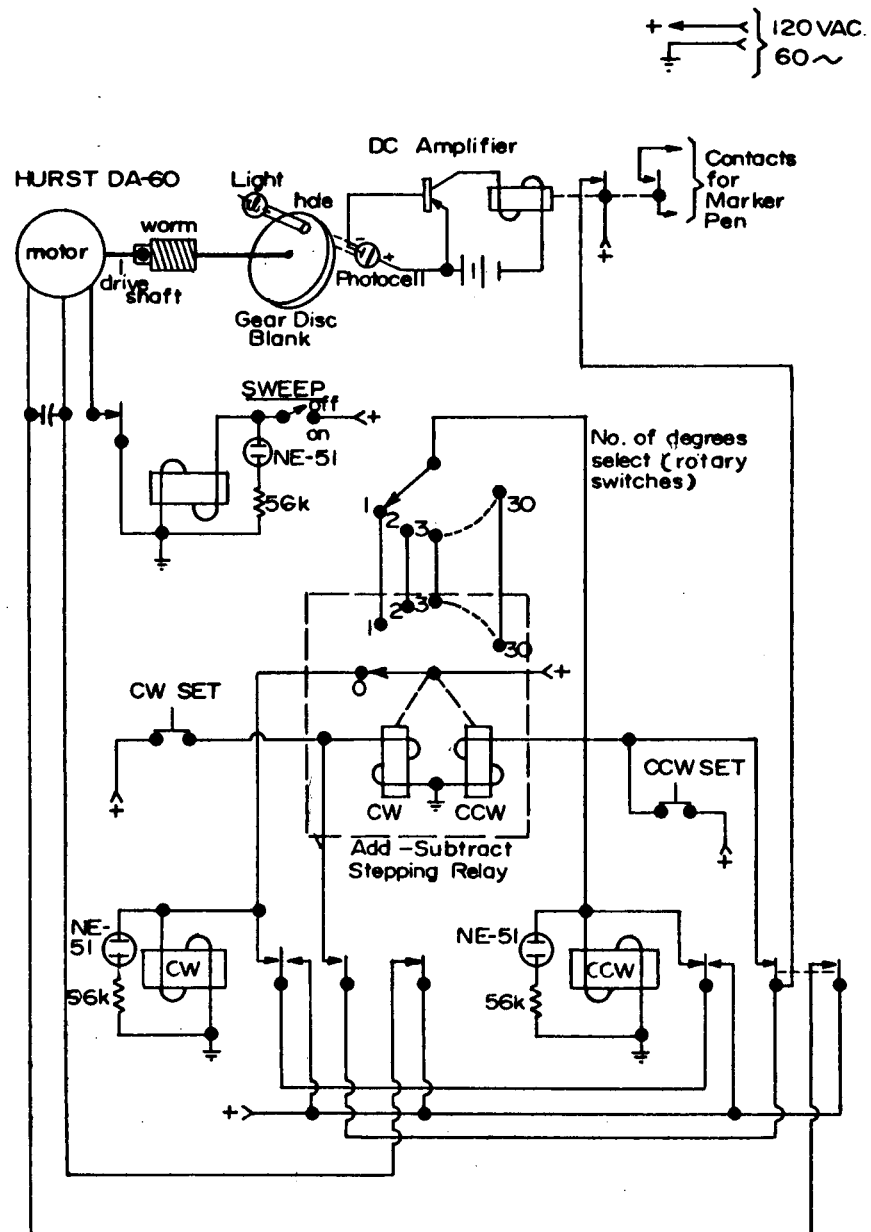 + 120 VAC.
60 ~
DC Amplifier
HURST DA-60
Light
hole
Contacts
for
Marker
Pen
worm
motor
drive
shaft
- +
Photocell
+
Gear Disc
Blank
SWEEP
off
on
+
NE-51
56k
No. of degrees
select (rotary
switches)
1
2
3
30
1
2
3
30
0
+
CW SET
+
CCW SET
+
CW
CCW
Add-Subtract
Stepping Relay
NE-
51
CW
56k
NE-51
CCW
56k
+